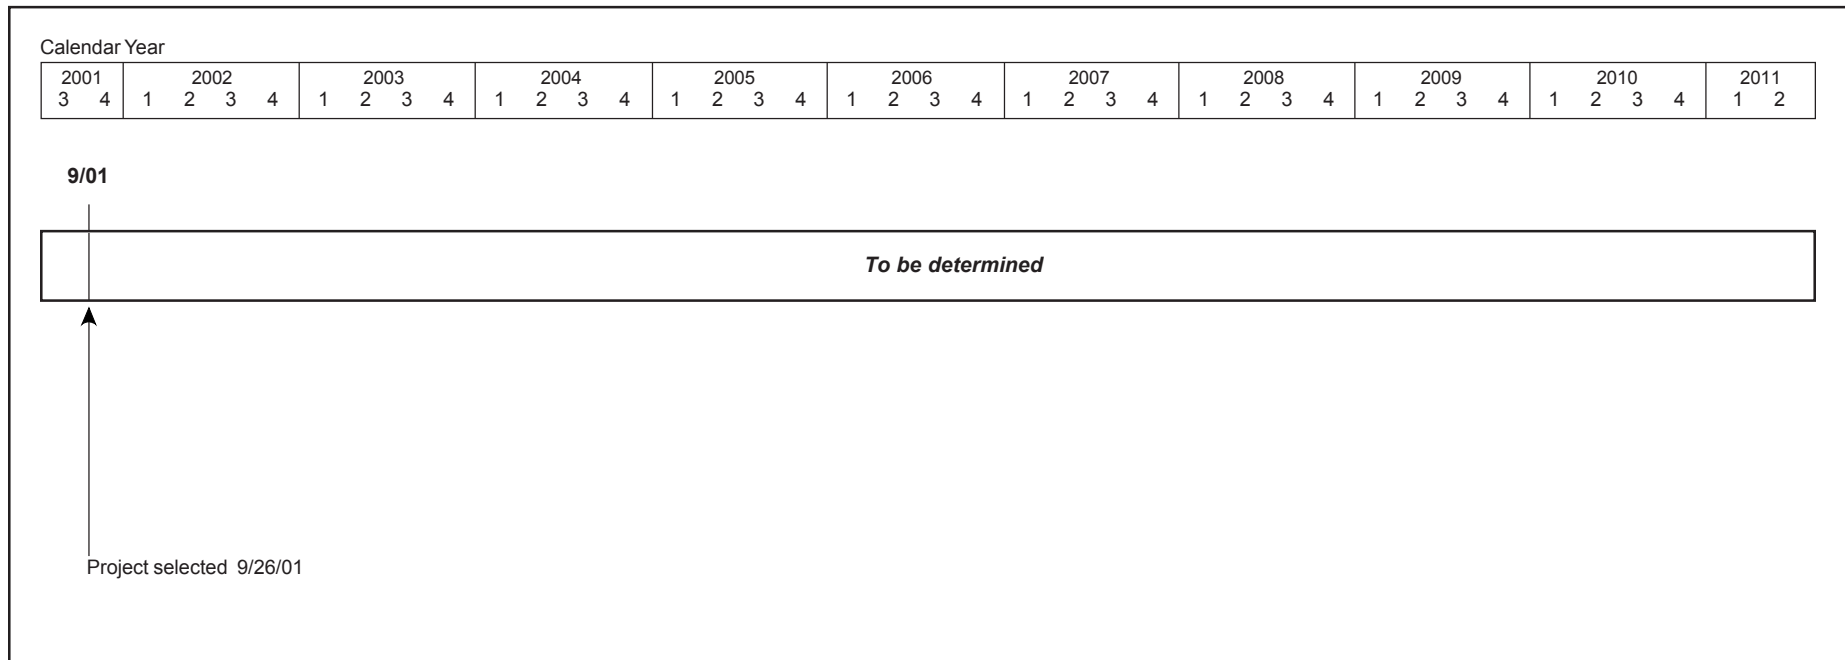 Calendar Year
2001 2002 2003 2004 2005 2006 2007 2008 2009 2010 2011
3 4 1 2 3 4 1 2 3 4 1 2 3 4 1 2 3 4 1 2 3 4 1 2 3 4 1 2 3 4 1 2 3 4 1 2 3 4 1 2
9/01
To be determined
Project selected 9/26/01